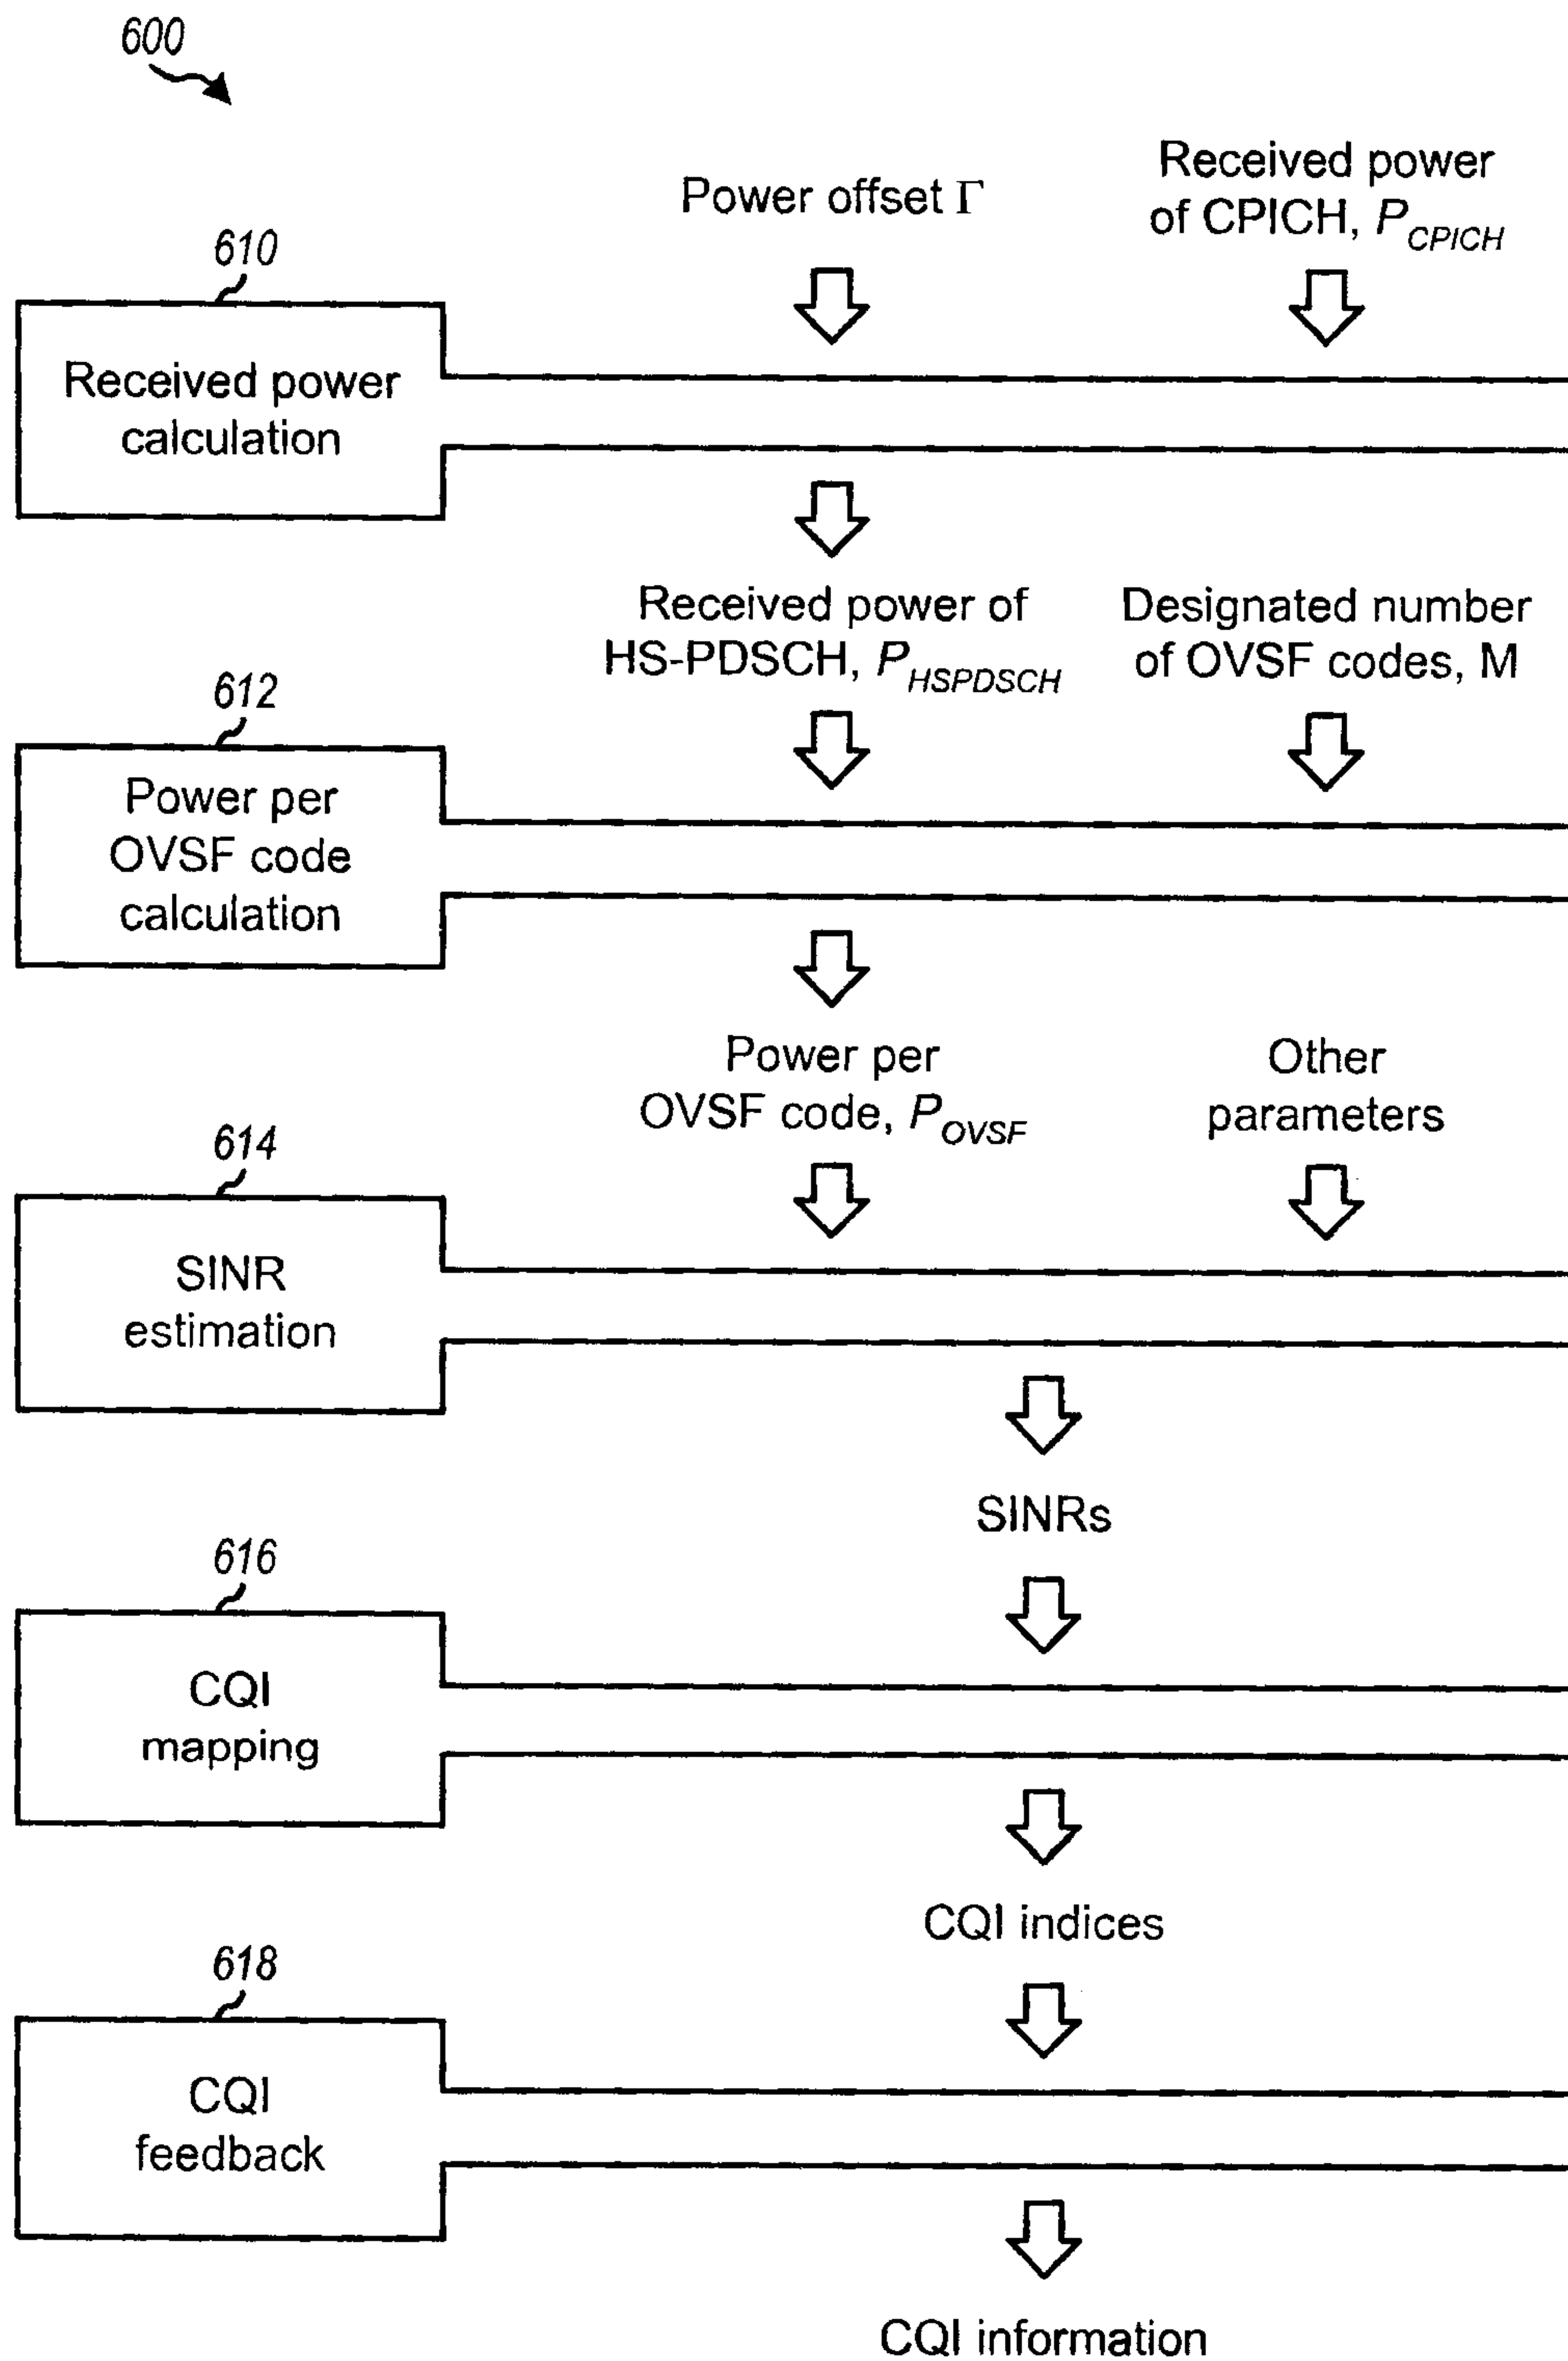 600
Power offset Γ
Received power
of CPICH, P_CPICH
610
Received power
calculation
Received power of
HS-PDSCH, P_HSPDSCH
Designated number
of OVSF codes, M
612
Power per
OVSF code
calculation
Power per
OVSF code, P_OVSF
Other
parameters
614
SINR
estimation
SINRs
616
CQI
mapping
CQI indices
618
CQI
feedback
CQI information